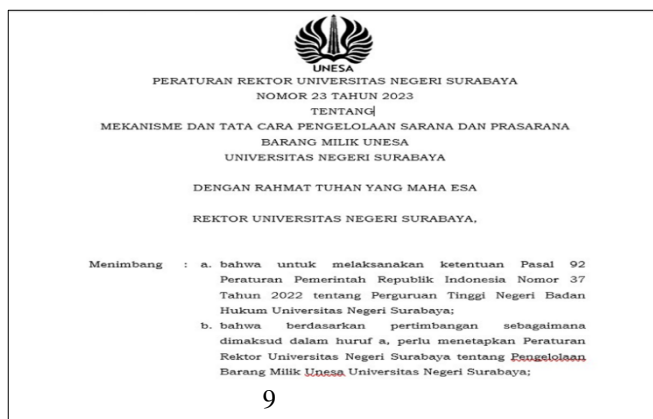 UNESA
PERATURAN REKTOR UNIVERSITAS NEGERI SURABAYA
NOMOR 23 TAHUN 2023
TENTANG
MEKANISME DAN TATA CARA PENGELOLAAN SARANA DAN PRASARANA
BARANG MILIK UNESA
UNIVERSITAS NEGERI SURABAYA
DENGAN RAHMAT TUHAN YANG MAHA ESA
REKTOR UNIVERSITAS NEGERI SURABAYA,
Menimbang : a. bahwa untuk melaksanakan ketentuan Pasal 92
Peraturan Pemerintah Republik Indonesia Nomor 37
Tahun 2022 tentang Perguruan Tinggi Negeri Badan
Hukum Universitas Negeri Surabaya;
b. bahwa berdasarkan pertimbangan sebagaimana
dimaksud dalam huruf a, perlu menetapkan Peraturan
Rektor Universitas Negeri Surabaya tentang Pengelolaan
Barang Milik Unesa Universitas Negeri Surabaya;
9